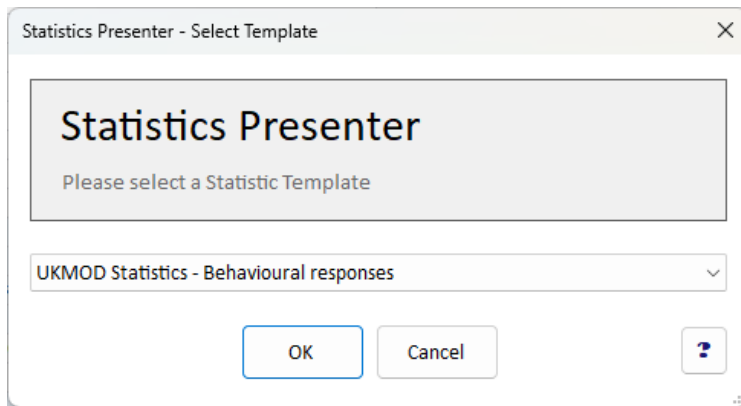 Statistics Presenter - Select Template
Statistics Presenter
Please select a Statistic Template
UKMOD Statistics - Behavioural responses
OK
Cancel
?